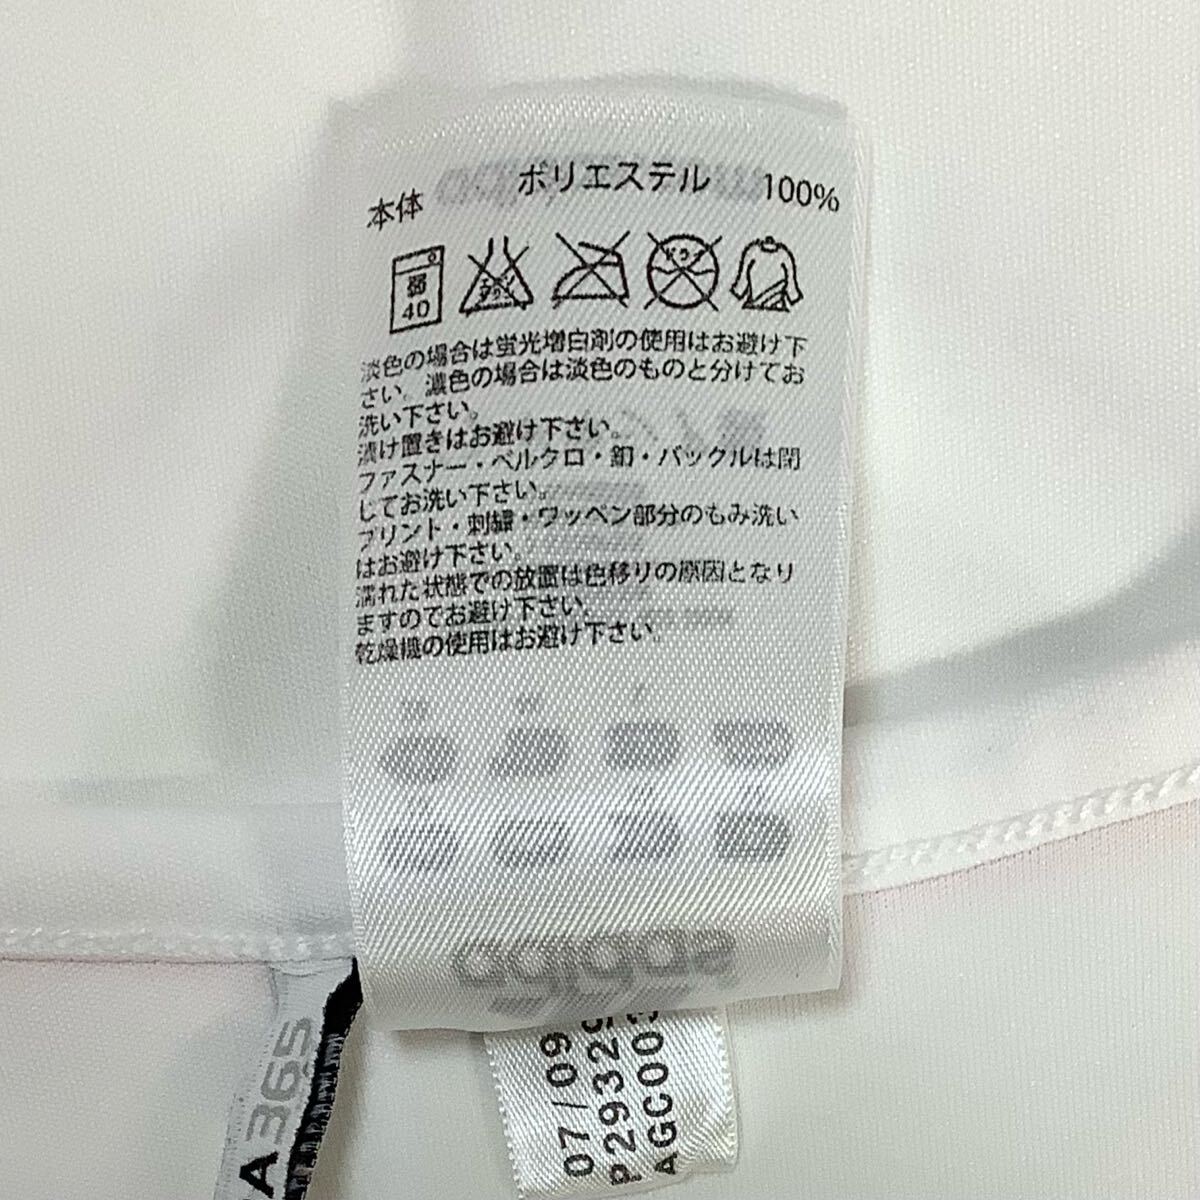 本体 ポリエステル 100%
弱
40
淡色の場合は蛍光増白剤の使用はお避け下
さい。濃色の場合は淡色のものと分けてお
洗い下さい。
漬け置きはお避け下さい。
ファスナー・ベルクロ・釦・バックルは閉
じてお洗い下さい。
プリント・刺繍・ワッペン部分のもみ洗い
はお避け下さい。
濡れた状態での放置は色移りの原因となり
ますのでお避け下さい。
乾燥機の使用はお避け下さい。
adidas
07/09
P29329
AGC003
A365